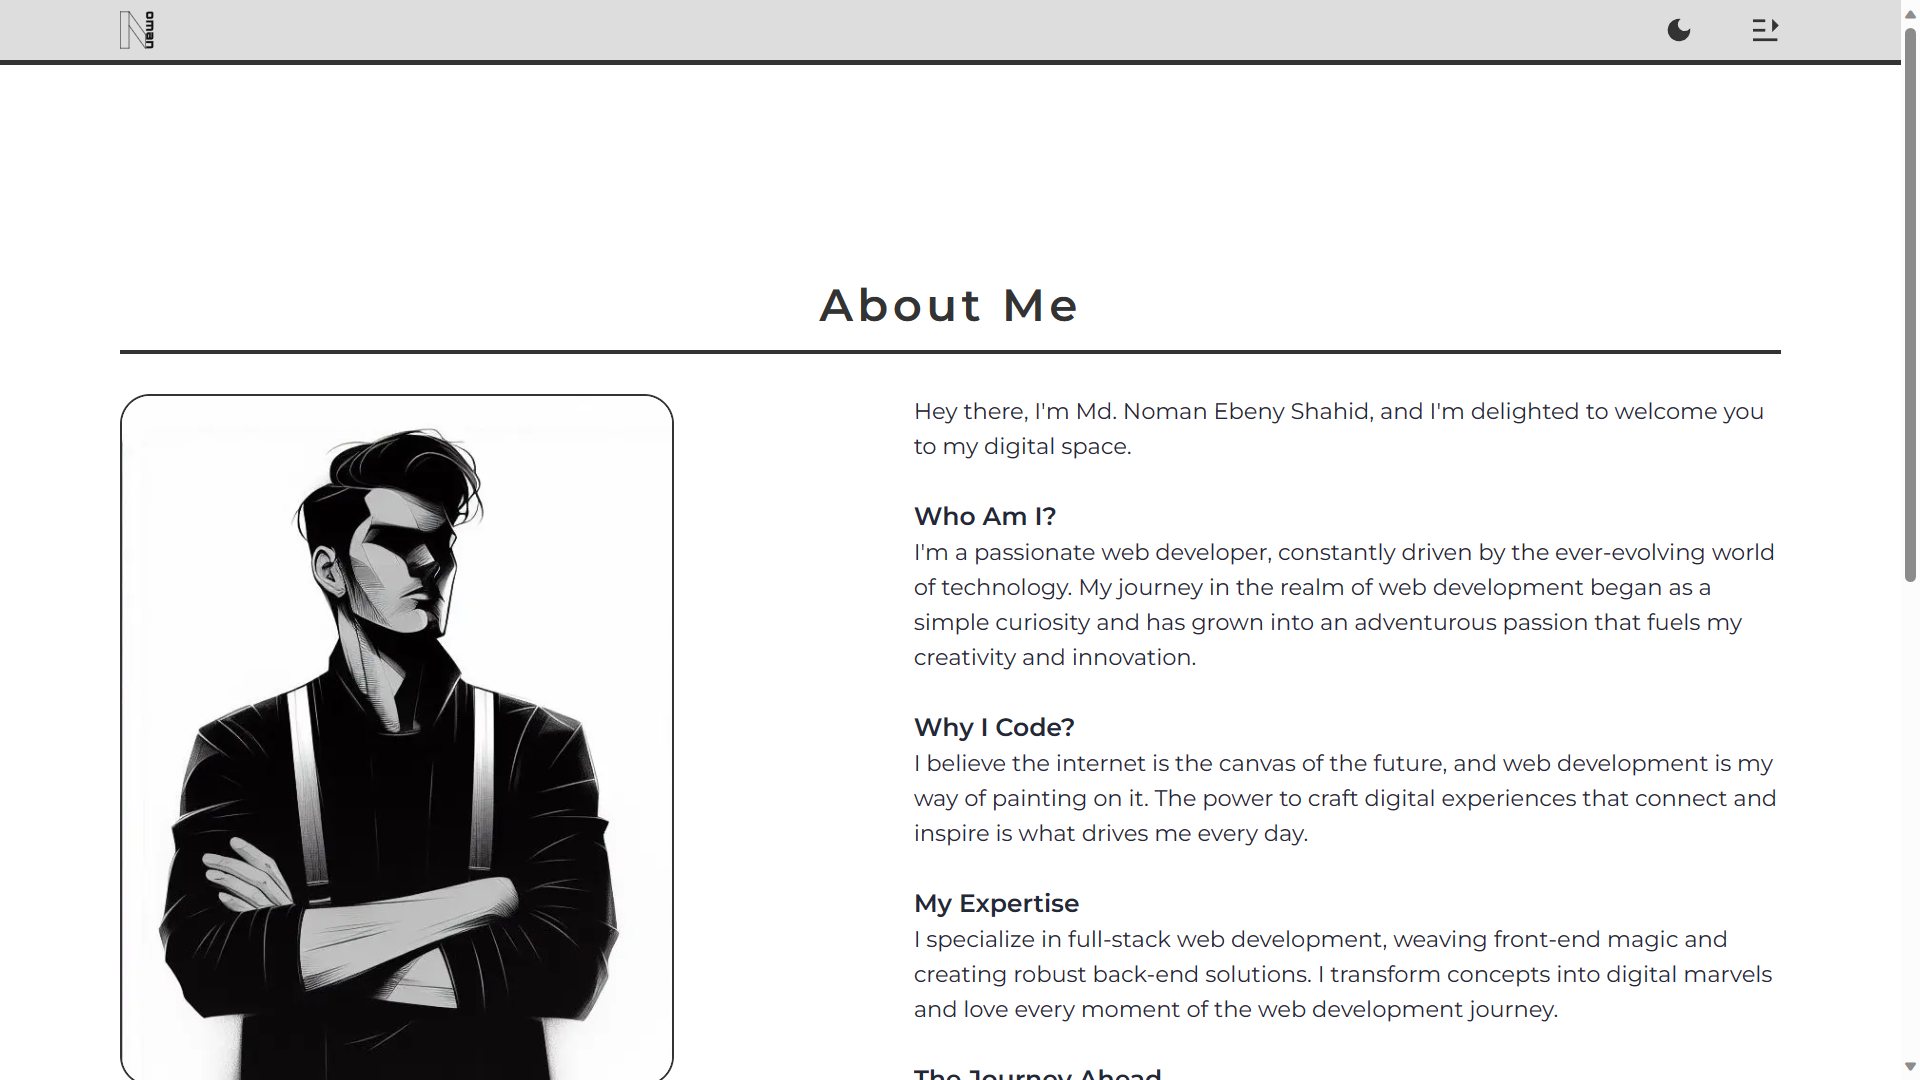 Noman
About Me
Hey there, I'm Md. Noman Ebeny Shahid, and I'm delighted to welcome you
to my digital space.
Who Am I?
I'm a passionate web developer, constantly driven by the ever-evolving world
of technology. My journey in the realm of web development began as a
simple curiosity and has grown into an adventurous passion that fuels my
creativity and innovation.
Why I Code?
I believe the internet is the canvas of the future, and web development is my
way of painting on it. The power to craft digital experiences that connect and
inspire is what drives me every day.
My Expertise
I specialize in full-stack web development, weaving front-end magic and
creating robust back-end solutions. I transform concepts into digital marvels
and love every moment of the web development journey.
The Journey Ahead